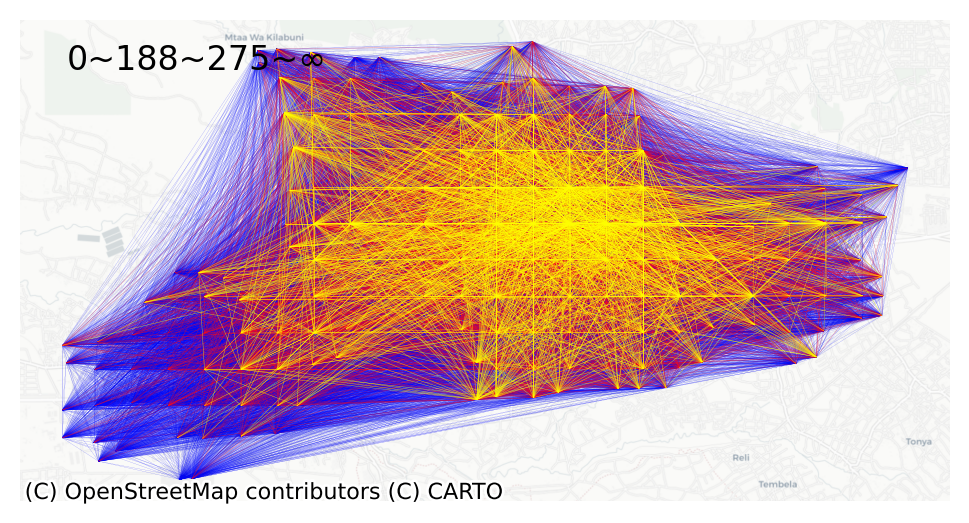 Mtaa Wa Kilabuni
0~188~275~∞
Tonya
Reli
Tembela
(C) OpenStreetMap contributors (C) CARTO